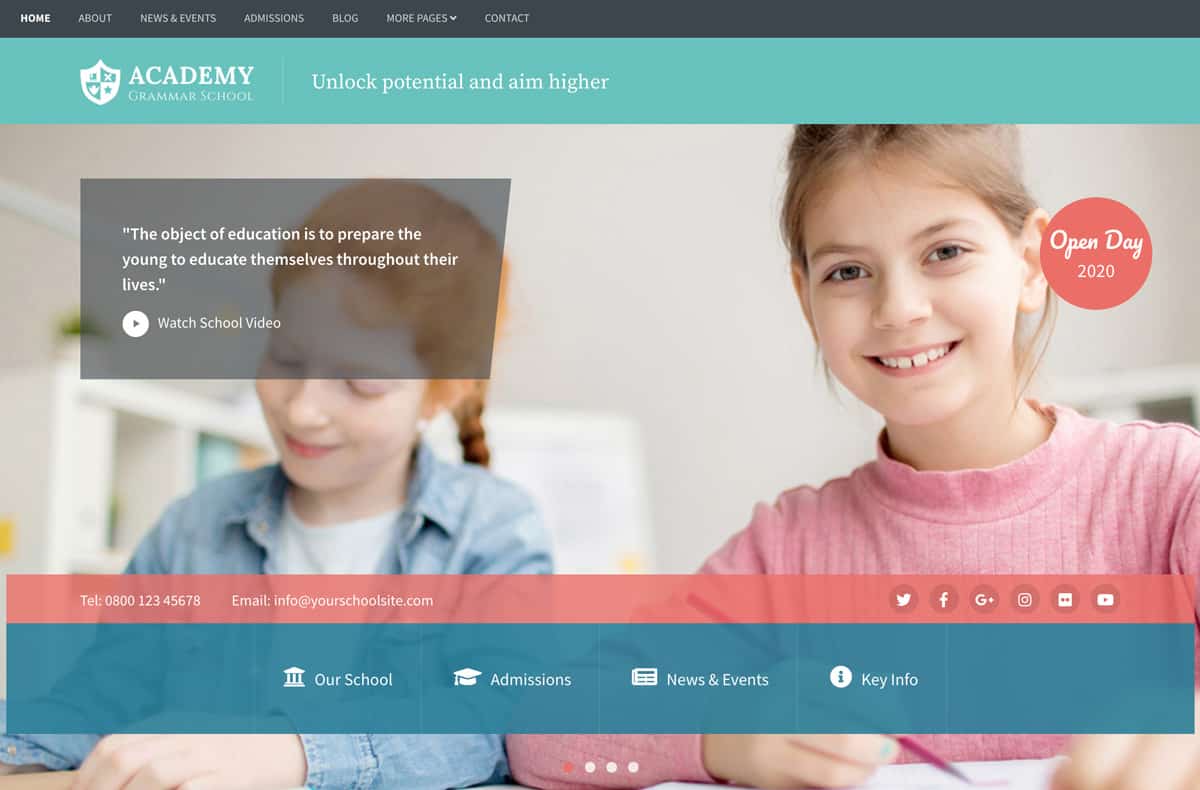 HOME ABOUT NEWS & EVENTS ADMISSIONS BLOG MORE PAGES CONTACT
ACADEMY
GRAMMAR SCHOOL
Unlock potential and aim higher
"The object of education is to prepare the
young to educate themselves throughout their
lives."
Watch School Video
Open Day
2020
Tel: 0800 123 45678 Email: info@yourschoolsite.com
Our School Admissions News & Events Key Info